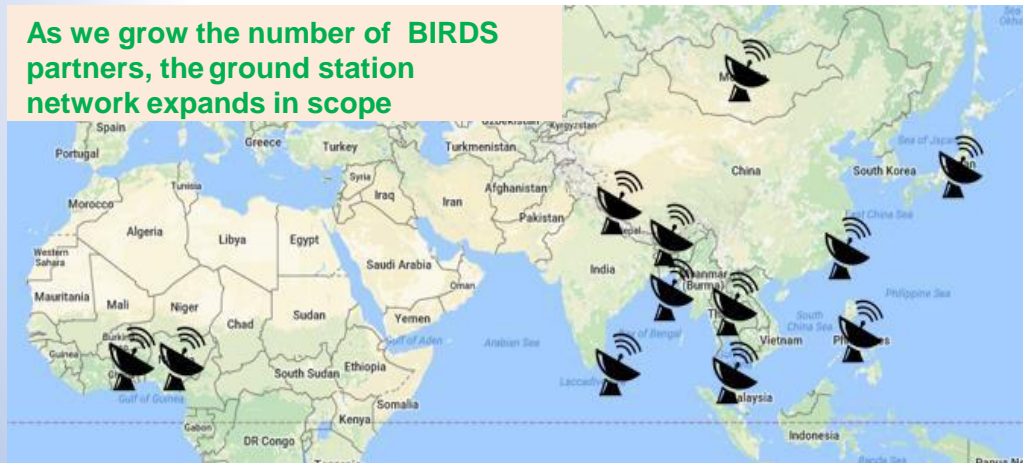 As we grow the number of BIRDS
partners, the ground station
network expands in scope
Spain
Portugal
Greece
Turkey
Turkmenistan
Kyrgyzstan
Sea of Japan
South Korea
China
Syria
Iraq
Iran
Afghanistan
Pakistan
Tunisia
Morocco
Algeria
Libya
Egypt
Western
Sahara
Saudi Arabia
Oman
India
(Burma)
East China Sea
Philippine Sea
Mauritania
Mali
Niger
Chad
Sudan
Yemen
Gulf of Aden
Arabian Sea
Bay of Bengal
South
China Sea
Vietnam
Guinea
South Sudan
Ethiopia
Somalia
Gulf of Guinea
Gabon
Kenya
DR Congo
Indonesia
Banda Sea